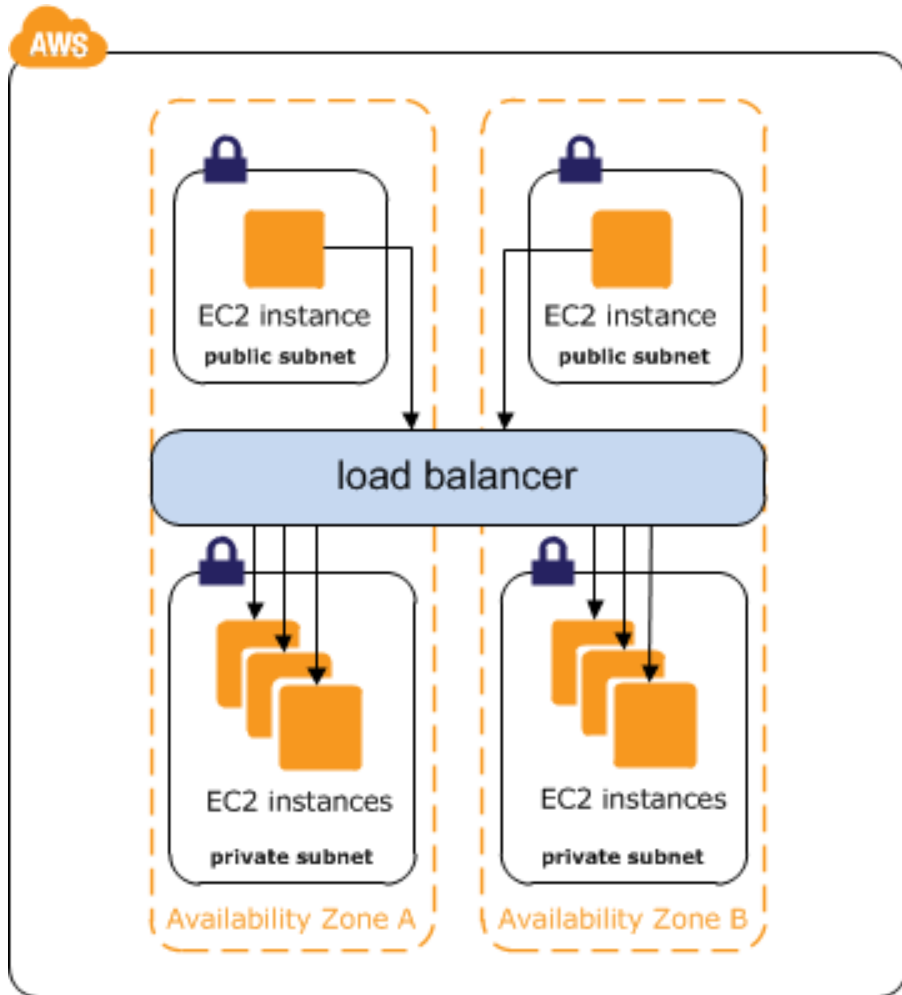 AWS
EC2 instance
public subnet
EC2 instance
public subnet
load balancer
EC2 instances
private subnet
EC2 instances
private subnet
Availability Zone A
Availability Zone B